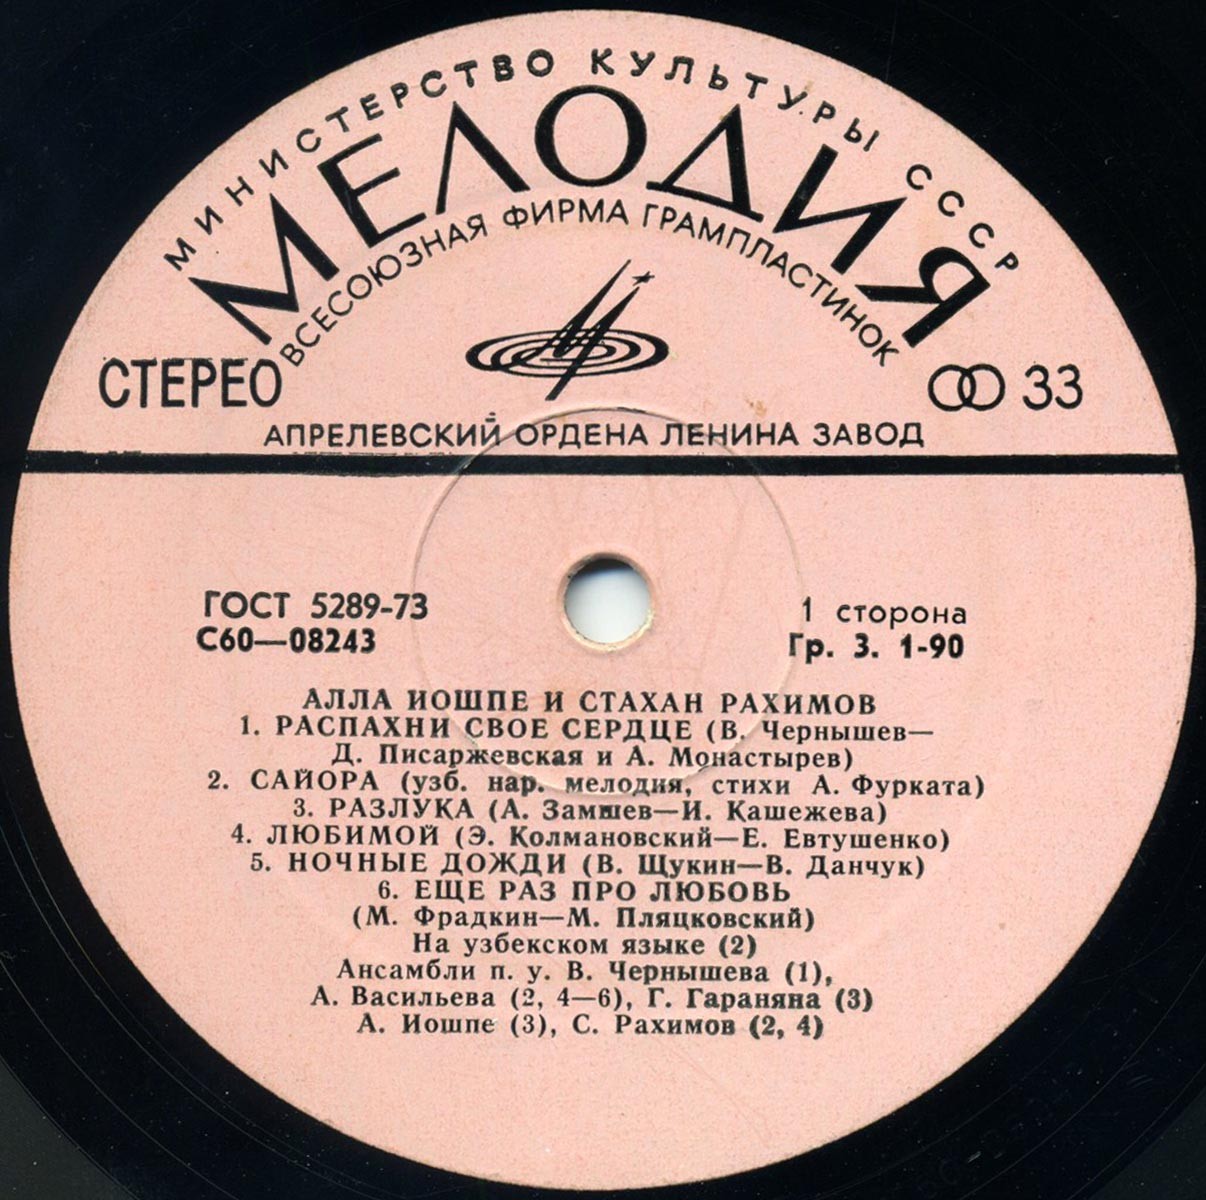 МИНИСТЕРСТВО КУЛЬТУРЫ СССР
МЕЛОДИЯ
ВСЕСОЮЗНАЯ ФИРМА ГРАМПЛАСТИНОК
СТЕРЕО
33
АПРЕЛЕВСКИЙ ОРДЕНА ЛЕНИНА ЗАВОД
ГОСТ 5289-73
1 сторона
С60—08243
Гр. 3. 1-90
АЛЛА ИОШПЕ И СТАХАН РАХИМОВ
1. РАСПАХНИ СВОЕ СЕРДЦЕ (В. Чернышев—
Д. Писаржевская и А. Монастырев)
2. САЙОРА (узб. нар. мелодия, стихи А. Фурката)
3. РАЗЛУКА (А. Замшев—И. Кашежева)
4. ЛЮБИМОЙ (Э. Колмановский—Е. Евтушенко)
5. НОЧНЫЕ ДОЖДИ (В. Щукин—В. Данчук)
6. ЕЩЕ РАЗ ПРО ЛЮБОВЬ
(М. Фрадкин—М. Пляцковский)
На узбекском языке (2)
Ансамбли п. у. В. Чернышева (1),
А. Васильева (2, 4—6), Г. Гараняна (3)
А. Иошпе (3), С. Рахимов (2, 4)